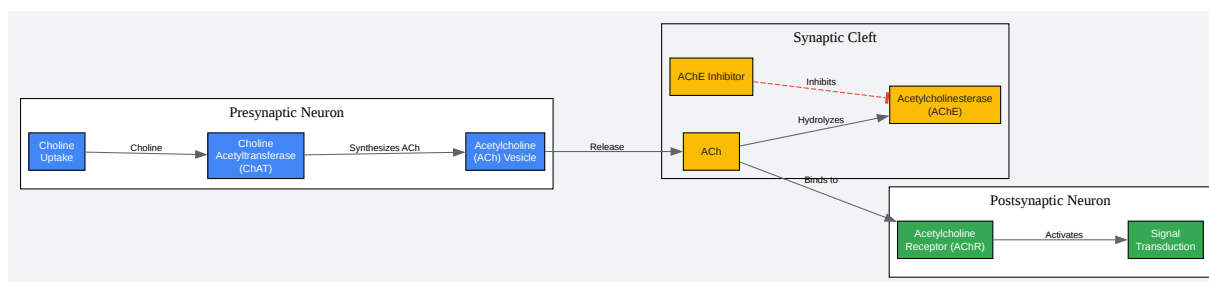 Synaptic Cleft
AChE Inhibitor
Inhibits
Acetylcholinesterase
(AChE)
Hydrolyzes
Presynaptic Neuron
Choline
Uptake
Choline
Choline
Acetyltransferase
(ChAT)
Synthesizes ACh
Acetylcholine
(ACh) Vesicle
Release
ACh
Binds to
Postsynaptic Neuron
Acetylcholine
Receptor (AChR)
Activates
Signal
Transduction